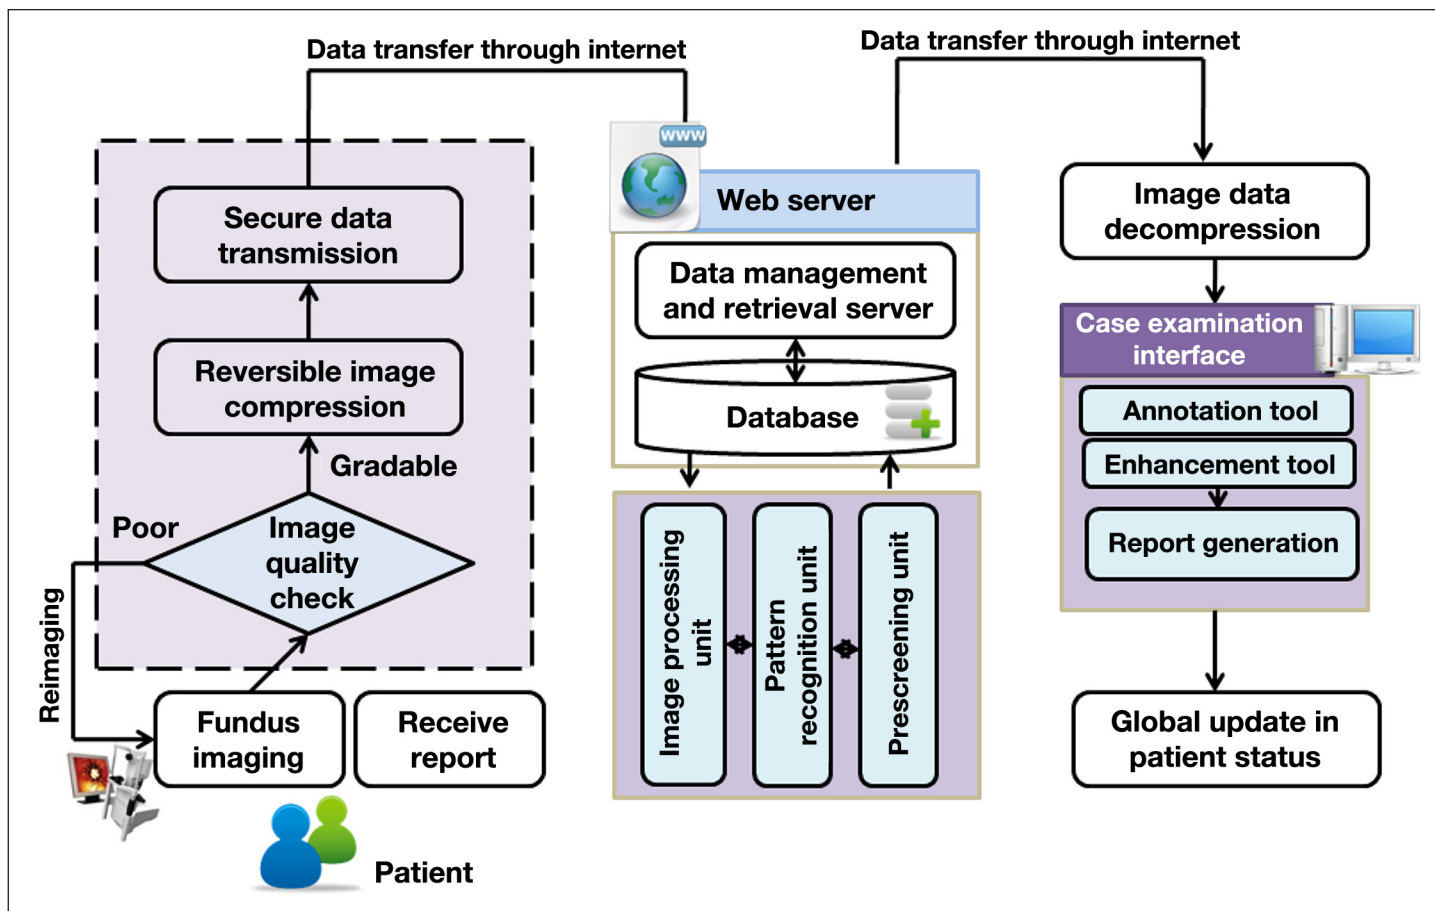 Data transfer through internet
Secure data
transmission
Reversible image
compression
Gradable
Poor
Image
quality
check
Reimaging
Fundus
imaging
Receive
report
Patient
www
Web server
Data management
and retrieval server
Database
Image processing
unit
Pattern
recognition unit
Prescreening unit
Data transfer through internet
Image data
decompression
Case examination
interface
Annotation tool
Enhancement tool
Report generation
Global update in
patient status